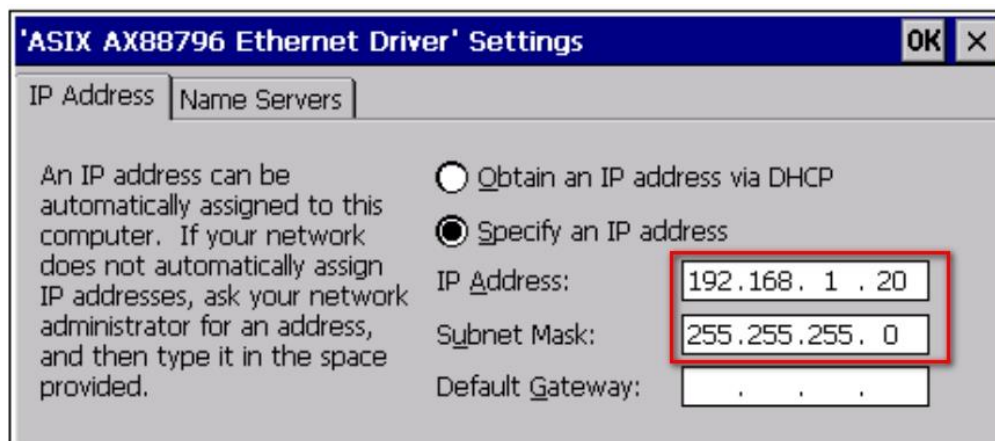 'ASIX AX88796 Ethernet Driver' Settings OK ×
IP Address Name Servers
An IP address can be
automatically assigned to this
computer. If your network
does not automatically assign
IP addresses, ask your network
administrator for an address,
and then type it in the space
provided.
Obtain an IP address via DHCP
Specify an IP address
IP Address: 192.168. 1 . 20
Subnet Mask: 255.255.255. 0
Default Gateway: . . .